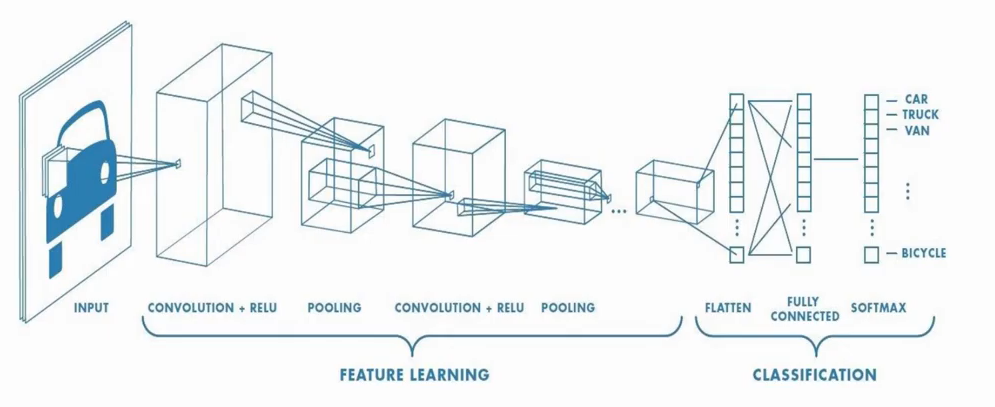 CAR
TRUCK
VAN
BICYCLE
INPUT
CONVOLUTION + RELU
POOLING
CONVOLUTION + RELU
POOLING
FLATTEN
FULLY
CONNECTED
SOFTMAX
FEATURE LEARNING
CLASSIFICATION